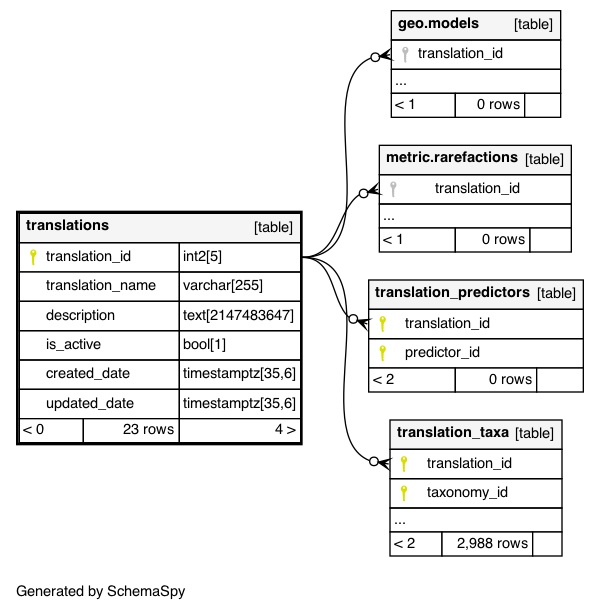 geo.models [table]
translation_id
...
< 1 0 rows
metric.rarefactions [table]
translation_id
...
< 1 0 rows
translations [table]
translation_id int2[5]
translation_name varchar[255]
description text[2147483647]
is_active bool[1]
created_date timestamptz[35,6]
updated_date timestamptz[35,6]
< 0 23 rows 4 >
translation_predictors [table]
translation_id
predictor_id
< 2 0 rows
translation_taxa [table]
translation_id
taxonomy_id
...
< 2 2,988 rows
Generated by SchemaSpy